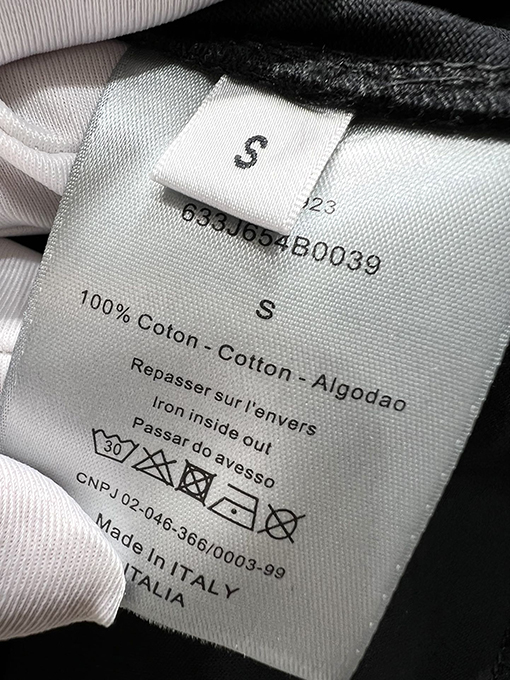 S
923
633J654B0039
S
100% Coton - Cotton - Algodao
Repasser sur l'envers
Iron inside out
Passar do avesso
30
CNPJ 02-046-366/0003-99
Made In ITALY
ITALIA